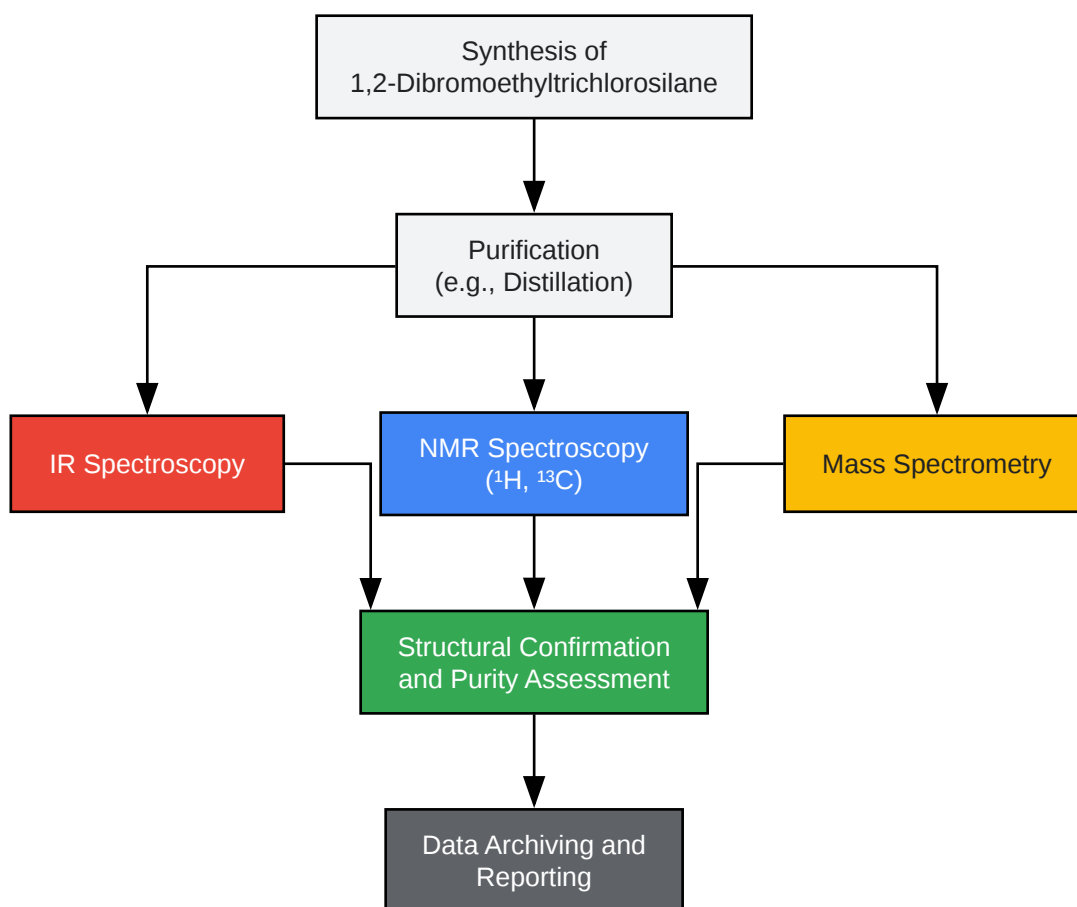 Synthesis of
1,2-Dibromoethyltrichlorosilane
Purification
(e.g., Distillation)
IR Spectroscopy
NMR Spectroscopy
(¹H, ¹³C)
Mass Spectrometry
Structural Confirmation
and Purity Assessment
Data Archiving and
Reporting